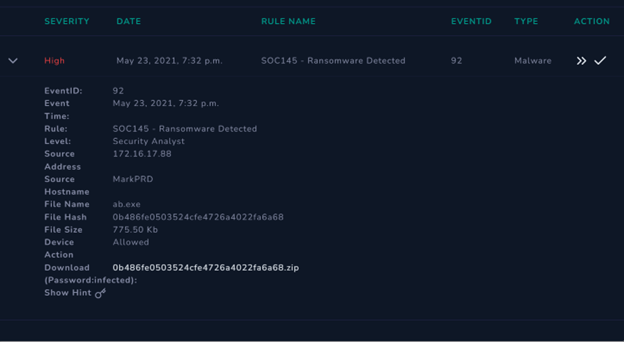 SEVERITY DATE RULE NAME EVENTID TYPE ACTION
High May 23, 2021, 7:32 p.m. SOC145 - Ransomware Detected 92 Malware
EventID: 92
Event May 23, 2021, 7:32 p.m.
Time:
Rule: SOC145 - Ransomware Detected
Level: Security Analyst
Source 172.16.17.88
Address
Source MarkPRD
Hostname
File Name ab.exe
File Hash 0b486fe0503524cfe4726a4022fa6a68
File Size 775.50 Kb
Device Allowed
Action
Download 0b486fe0503524cfe4726a4022fa6a68.zip
(Password:infected):
Show Hint